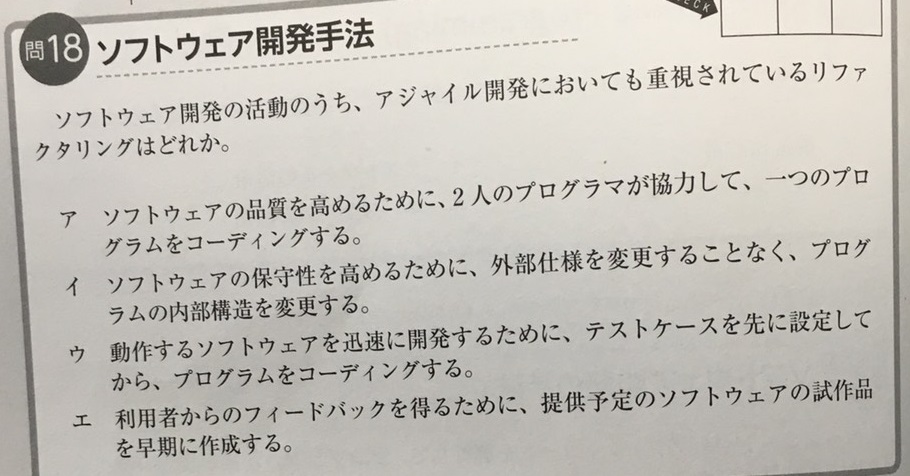 問18 ソフトウェア開発手法
ソフトウェア開発の活動のうち、アジャイル開発においても重視されているリファ
クタリングはどれか。
ア ソフトウェアの品質を高めるために、2人のプログラマが協力して、一つのプロ
グラムをコーディングする。
イ ソフトウェアの保守性を高めるために、外部仕様を変更することなく、プログ
ラムの内部構造を変更する。
ウ 動作するソフトウェアを迅速に開発するために、テストケースを先に設定して
から、プログラムをコーディングする。
エ 利用者からのフィードバックを得るために、提供予定のソフトウェアの試作品
を早期に作成する。